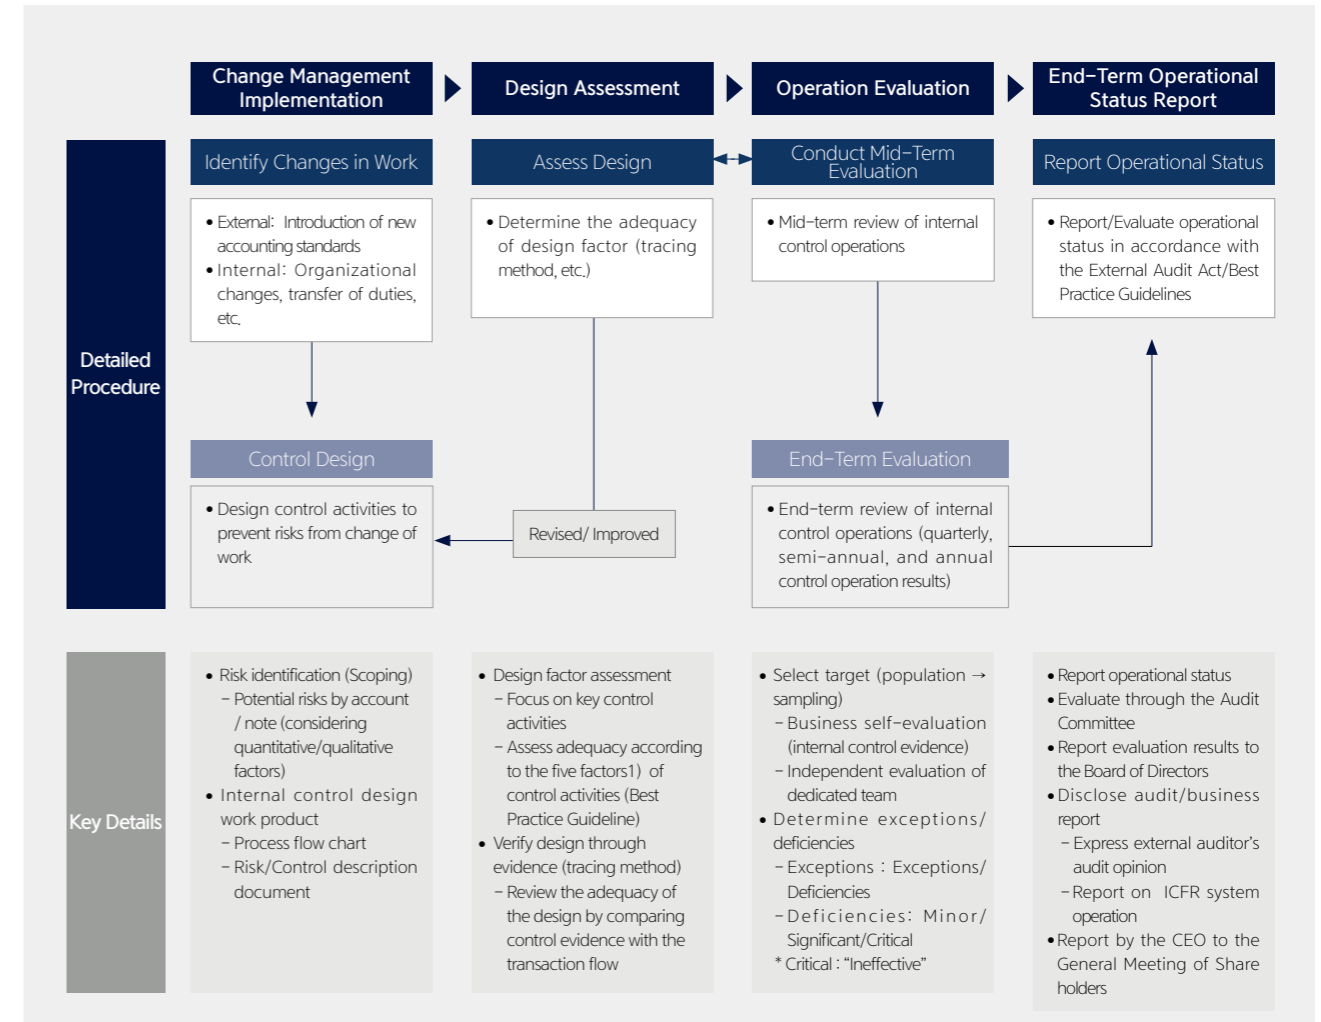 Change Management
Implementation
Design Assessment
Operation Evaluation
End-Term Operational
Status Report
Detailed
Procedure
Identify Changes in Work
• External: Introduction of new
accounting standards
• Internal: Organizational
changes, transfer of duties,
etc.
Control Design
• Design control activities to
prevent risks from change of
work
Assess Design
• Determine the adequacy
of design factor (tracing
method, etc.)
Revised/ Improved
Conduct Mid-Term
Evaluation
• Mid-term review of internal
control operations
End-Term Evaluation
• End-term review of internal
control operations (quarterly,
semi-annual, and annual
control operation results)
Report Operational Status
• Report/Evaluate operational
status in accordance with
the External Audit Act/Best
Practice Guidelines
Key Details
• Risk identification (Scoping)
- Potential risks by account
/ note (considering
quantitative/qualitative
factors)
• Internal control design
work product
- Process flow chart
- Risk/Control description
document
• Design factor assessment
- Focus on key control
activities
- Assess adequacy according
to the five factors1) of
control activities (Best
Practice Guideline)
• Verify design through
evidence (tracing method)
- Review the adequacy of
the design by comparing
control evidence with the
transaction flow
• Select target (population →
sampling)
- Business self-evaluation
(internal control evidence)
- Independent evaluation of
dedicated team
• Determine exceptions/
deficiencies
- Exceptions : Exceptions/
Deficiencies
- Deficiencies: Minor/
Significant/Critical
* Critical : “Ineffective”
• Report operational status
• Evaluate through the Audit
Committee
• Report evaluation results to
the Board of Directors
• Disclose audit/business
report
- Express external auditor’s
audit opinion
- Report on ICFR system
operation
• Report by the CEO to the
General Meeting of Share
holders